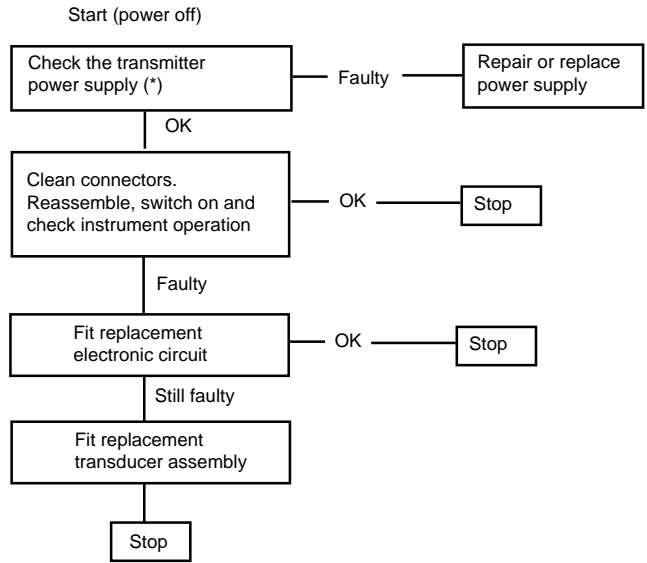 Start (power off)
Check the transmitter
power supply (*)
Faulty
Repair or replace
power supply
OK
Clean connectors.
Reassemble, switch on and
check instrument operation
OK
Stop
Faulty
Fit replacement
electronic circuit
OK
Stop
Still faulty
Fit replacement
transducer assembly
Stop